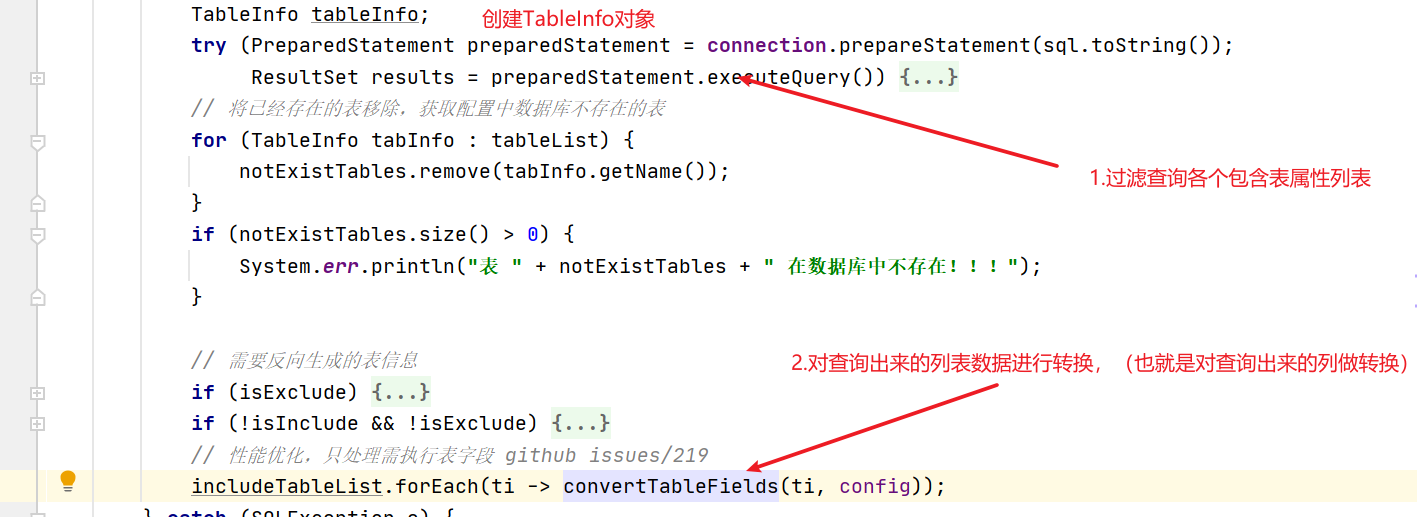 TableInfo tableInfo; 创建TableInfo对象
try (PreparedStatement preparedStatement = connection.prepareStatement(sql.toString());
ResultSet results = preparedStatement.executeQuery()) {...}
// 将已经存在的表移除，获取配置中数据库不存在的表
for (TableInfo tabInfo : tableList) {
notExistTables.remove(tabInfo.getName());
1.过滤查询各个包含表属性列表
}
if (notExistTables.size() > 0) {
System.err.println("表 " + notExistTables + " 在数据库中不存在！！！");
}
// 需要反向生成的表信息
2.对查询出来的列表数据进行转换，（也就是对查询出来的列做转换）
if (isExclude) {...}
if (!isInclude && !isExclude) {...}
// 性能优化，只处理需执行表字段 github issues/219
includeTableList.forEach(ti -> convertTableFields(ti, config));
} catch (SQLException e) {